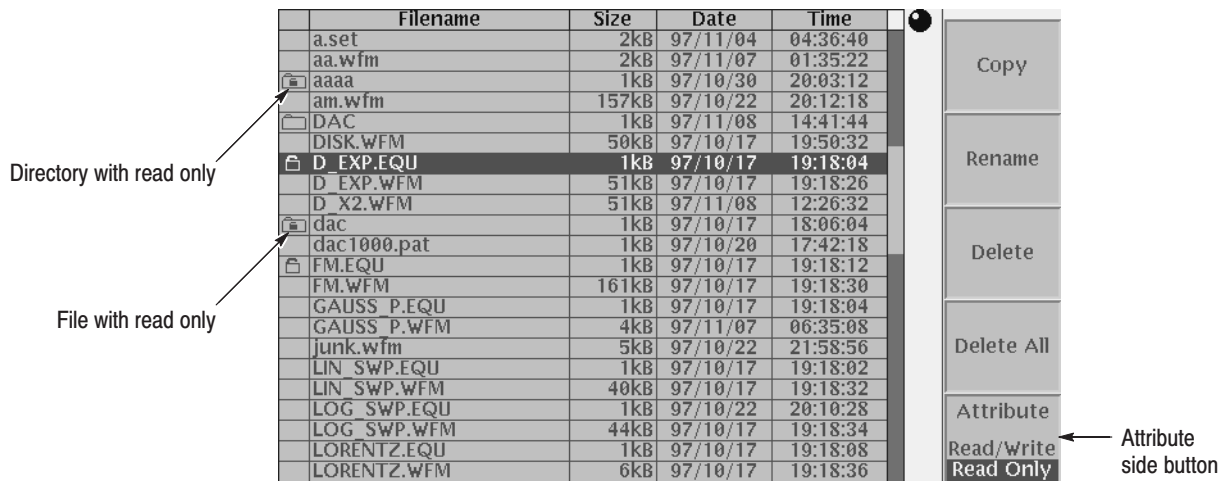 Filename Size Date Time
a.set 2kB 97/11/04 04:36:40
aa.wfm 2kB 97/11/07 01:35:22
aaaa 1kB 97/10/30 20:03:12
am.wfm 157kB 97/10/22 20:12:18
DAC 1kB 97/11/08 14:41:44
DISK.WFM 50kB 97/10/17 19:50:32
D_EXP.EQU 1kB 97/10/17 19:18:04
D_EXP.WFM 51kB 97/10/17 19:18:26
D_X2.WFM 51kB 97/11/08 12:26:32
dac 1kB 97/10/17 18:06:04
dac1000.pat 1kB 97/10/20 17:42:18
FM.EQU 1kB 97/10/17 19:18:12
FM.WFM 161kB 97/10/17 19:18:30
GAUSS_P.EQU 1kB 97/10/17 19:18:04
GAUSS_P.WFM 4kB 97/11/07 06:35:08
junk.wfm 5kB 97/10/22 21:58:56
LIN_SWP.EQU 1kB 97/10/17 19:18:02
LIN_SWP.WFM 40kB 97/10/17 19:18:32
LOG_SWP.EQU 1kB 97/10/22 20:10:28
LOG_SWP.WFM 44kB 97/10/17 19:18:34
LORENTZ.EQU 1kB 97/10/17 19:18:08
LORENTZ.WFM 6kB 97/10/17 19:18:36
Directory with read only
File with read only
Copy
Rename
Delete
Delete All
Attribute
Read/Write
Read Only
Attribute
side button